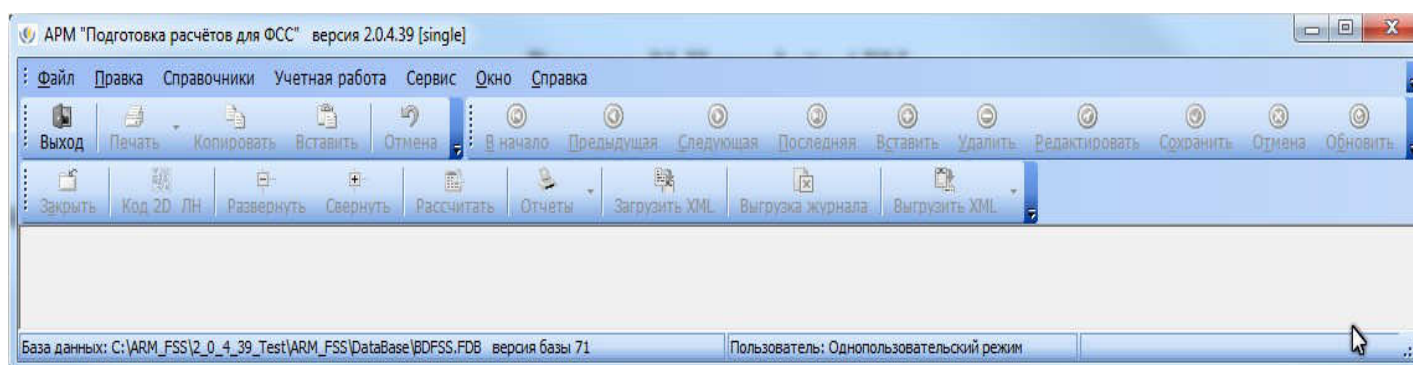 АРМ "Подготовка расчётов для ФСС" версия 2.0.4.39 [single]
Файл Правка Справочники Учетная работа Сервис Окно Справка
Выход Печать Копировать Вставить Отмена В начало Предыдущая Следующая Последняя Вставить Удалить Редактировать Сохранить Отмена Обновить
Закрыть Код 2D ЛН Развернуть Свернуть Рассчитать Отчеты Загрузить XML Выгрузка журнала Выгрузить XML
База данных: C:\ARM_FSS\2_0_4_39_Test\ARM_FSS\DataBase\BDFSS.FDB версия базы 71 Пользователь: Однопользовательский режим